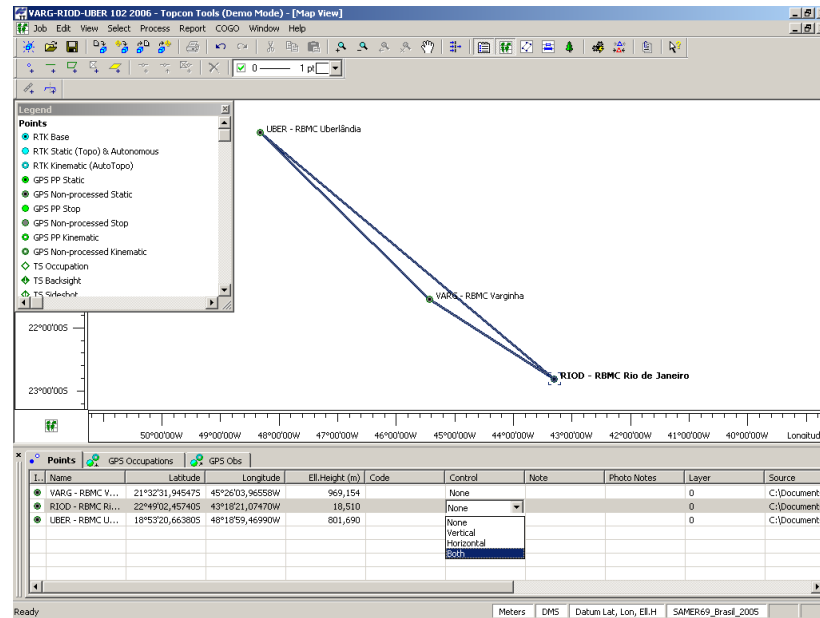 VARG-RIOD-UBER 102 2006 - Topcon Tools (Demo Mode) - [Map View]
Job Edit View Select Process Report COGO Window Help
0 1 pt
Legend
Points
RTK Base
RTK Static (Topo) & Autonomous
RTK Kinematic (AutoTopo)
GPS PP Static
GPS Non-processed Static
GPS PP Stop
GPS Non-processed Stop
GPS PP Kinematic
GPS Non-processed Kinematic
TS Occupation
TS Backsight
TS Sideshot
UBER - RBMC Uberlândia
VARG - RBMC Varginha
RIOD - RBMC Rio de Janeiro
22°00'00S
23°00'00S
50°00'00W 49°00'00W 48°00'00W 47°00'00W 46°00'00W 45°00'00W 44°00'00W 43°00'00W 42°00'00W 41°00'00W 40°00'00W Longitud
Points GPS Occupations GPS Obs
I... Name Latitude Longitude Ell.Height (m) Code Control Note Photo Notes Layer Source
VARG - RBMC V... 21°32'31,94547S 45°26'03,96558W 969,154 None 0 C:\Document
RIOD - RBMC Ri... 22°49'02,45740S 43°18'21,07470W 18,510 None 0 C:\Document
UBER - RBMC U... 18°53'20,66380S 48°18'59,46990W 801,690 None 0 C:\Document
Vertical
Horizontal
Both
Ready Meters DMS Datum Lat, Lon, Ell.H SAMER69_Brasil_2005